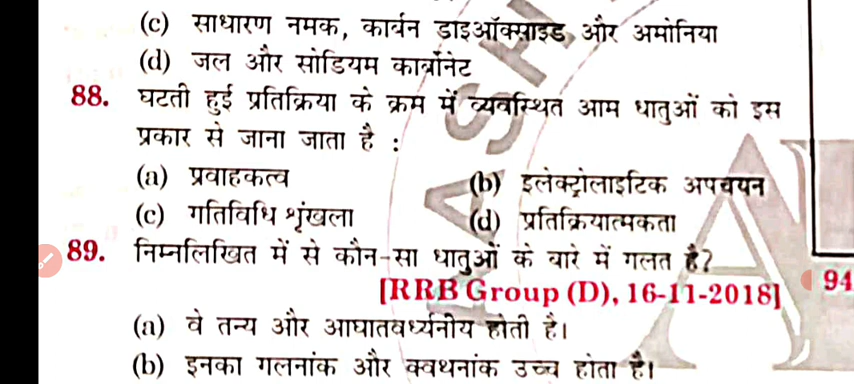 (c) साधारण नमक, कार्बन डाइऑक्साइड, और अमोनिया
(d) जल और सोडियम कार्बोनेट
88. घटती हुई प्रतिक्रिया के क्रम में व्यवस्थित आम धातुओं को इस
प्रकार से जाना जाता है :
(a) प्रवाहकत्व (b) इलेक्ट्रोलाइटिक अपचयन
(c) गतिविधि शृंखला (d) प्रतिक्रियात्मकता
89. निम्नलिखित में से कौन-सा धातुओं के बारे में गलत है?
[RRB Group (D), 16-11-2018]
94
(a) वे तन्य और आघातवर्ध्यनीय होती है।
(b) इनका गलनांक और क्वथनांक उच्च होता है।